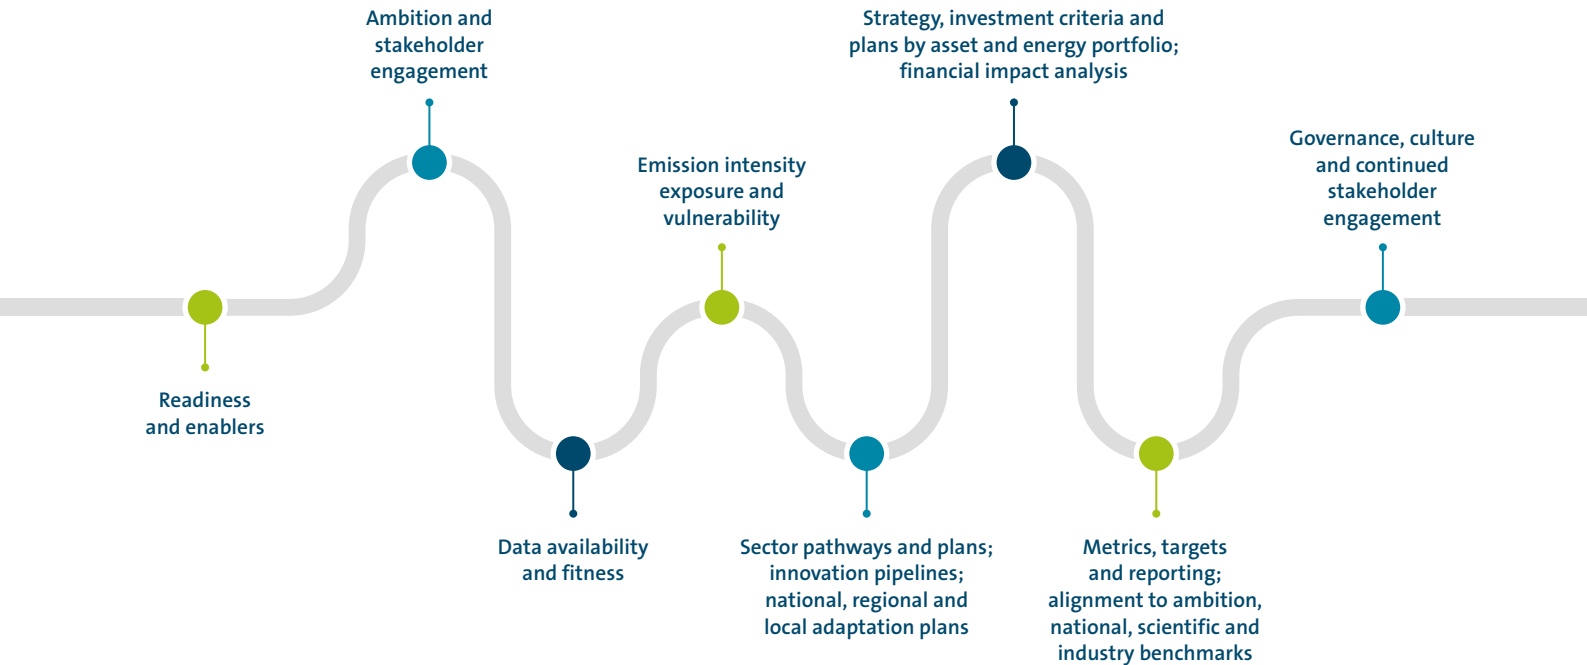 Readiness
and enablers
Ambition and
stakeholder
engagement
Data availability
and fitness
Emission intensity
exposure and
vulnerability
Sector pathways and plans;
innovation pipelines;
national, regional and
local adaptation plans
Strategy, investment criteria and
plans by asset and energy portfolio;
financial impact analysis
Metrics, targets
and reporting;
alignment to ambition,
national, scientific and
industry benchmarks
Governance, culture
and continued
stakeholder
engagement